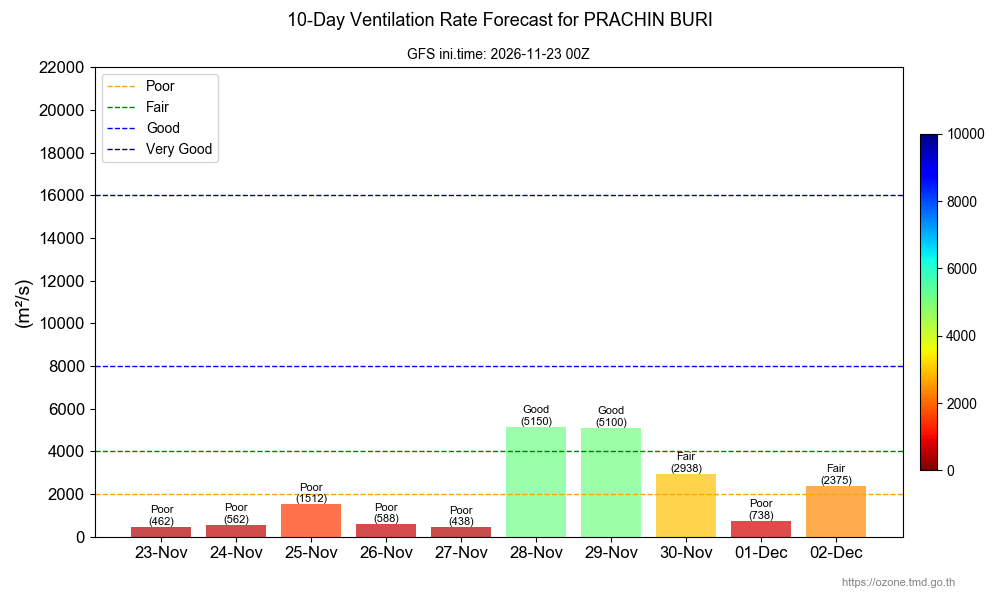 10-Day Ventilation Rate Forecast for PRACHIN BURI
GFS ini.time: 2026-11-23 00Z
(m²/s)
22000
20000
18000
16000
14000
12000
10000
8000
6000
4000
2000
0
Poor
Fair
Good
Very Good
Poor
(462)
Poor
(562)
Poor
(1512)
Poor
(588)
Poor
(438)
Good
(5150)
Good
(5100)
Fair
(2938)
Poor
(738)
Fair
(2375)
23-Nov
24-Nov
25-Nov
26-Nov
27-Nov
28-Nov
29-Nov
30-Nov
01-Dec
02-Dec
10000
8000
6000
4000
2000
0
https://ozone.tmd.go.th